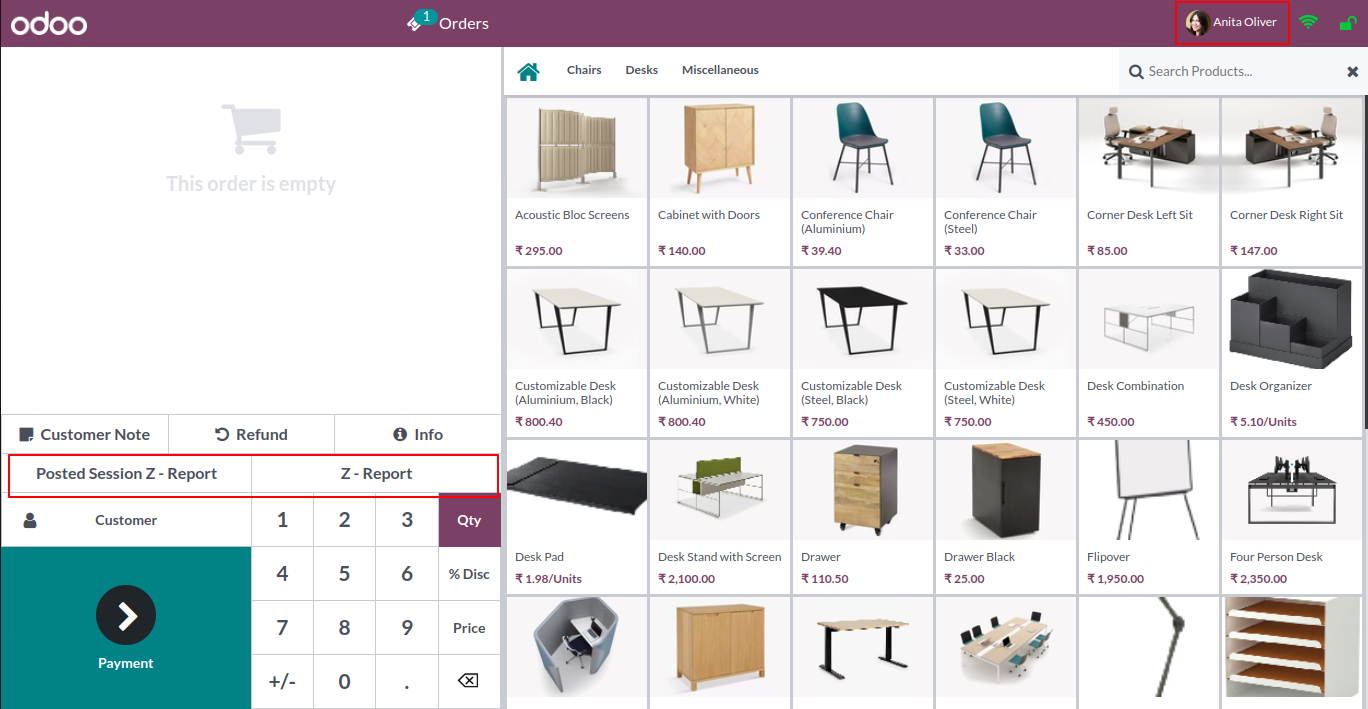 odoo
1
Orders
Anita Oliver
This order is empty
Chairs
Desks
Miscellaneous
Search Products...
Acoustic Bloc Screens
₹ 295.00
Cabinet with Doors
₹ 140.00
Conference Chair
(Aluminium)
₹ 39.40
Conference Chair
(Steel)
₹ 33.00
Corner Desk Left Sit
₹ 85.00
Corner Desk Right Sit
₹ 147.00
Customizable Desk
(Aluminium, Black)
₹ 800.40
Customizable Desk
(Aluminium, White)
₹ 800.40
Customizable Desk
(Steel, Black)
₹ 750.00
Customizable Desk
(Steel, White)
₹ 750.00
Desk Combination
₹ 450.00
Desk Organizer
₹ 5.10/Units
Desk Pad
₹ 1.98/Units
Desk Stand with Screen
₹ 2,100.00
Drawer
₹ 110.50
Drawer Black
₹ 25.00
Flipover
₹ 1,950.00
Four Person Desk
₹ 2,350.00
Customer Note
Refund
Info
Posted Session Z - Report
Z - Report
Customer
1
2
3
Qty
4
5
6
% Disc
7
8
9
Price
+/-
0
.
Payment